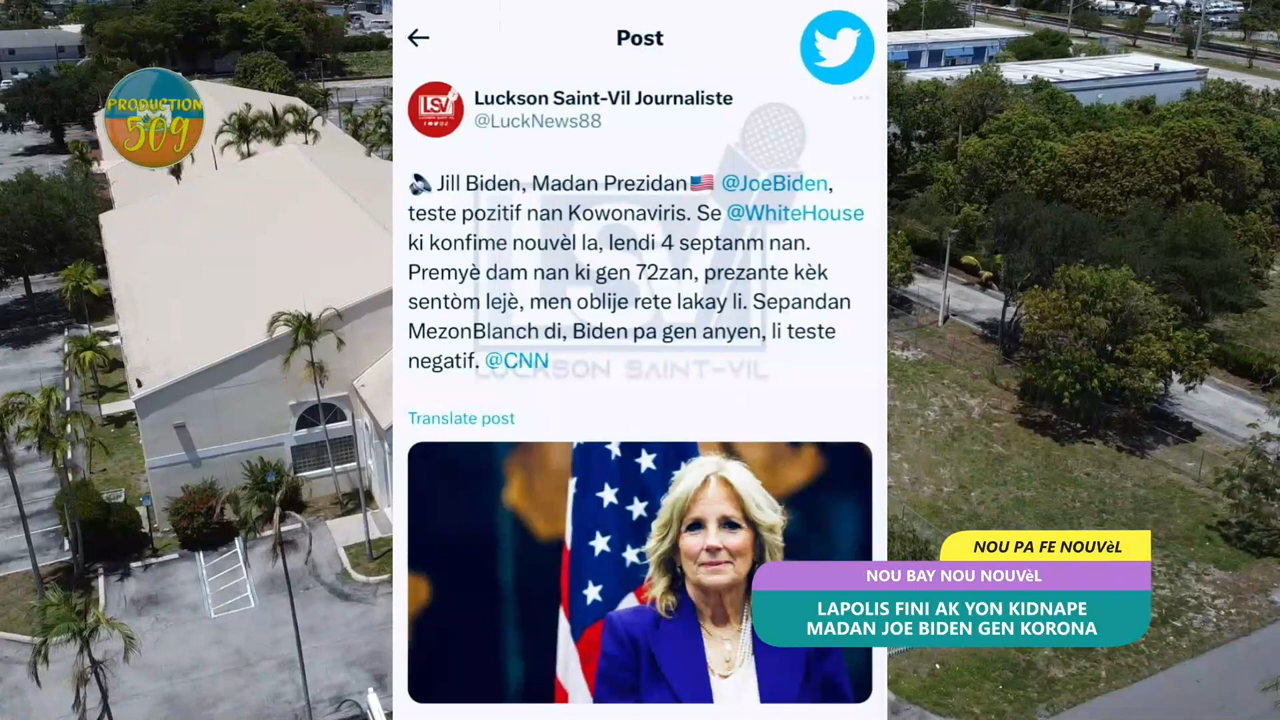 PRODUCTION
509
Post
LSV
Luckson Saint-Vil Journaliste
@LuckNews88
Jill Biden, Madan Prezidan🇺🇸 @JoeBiden,
teste pozitif nan Kowonaviris. Se @WhiteHouse
ki konfime nouvèl la, lendi 4 septanm nan.
Premyè dam nan ki gen 72zan, prezante kèk
sentòm lejè, men oblije rete lakay li. Sepandan
MezonBlanch di, Biden pa gen anyen, li teste
negatif. @CNN
LSV
LUCKSON SAINT-VIL
Translate post
NOU PA FE NOUVèL
NOU BAY NOU NOUVèL
LAPOLIS FINI AK YON KIDNAPE
MADAN JOE BIDEN GEN KORONA